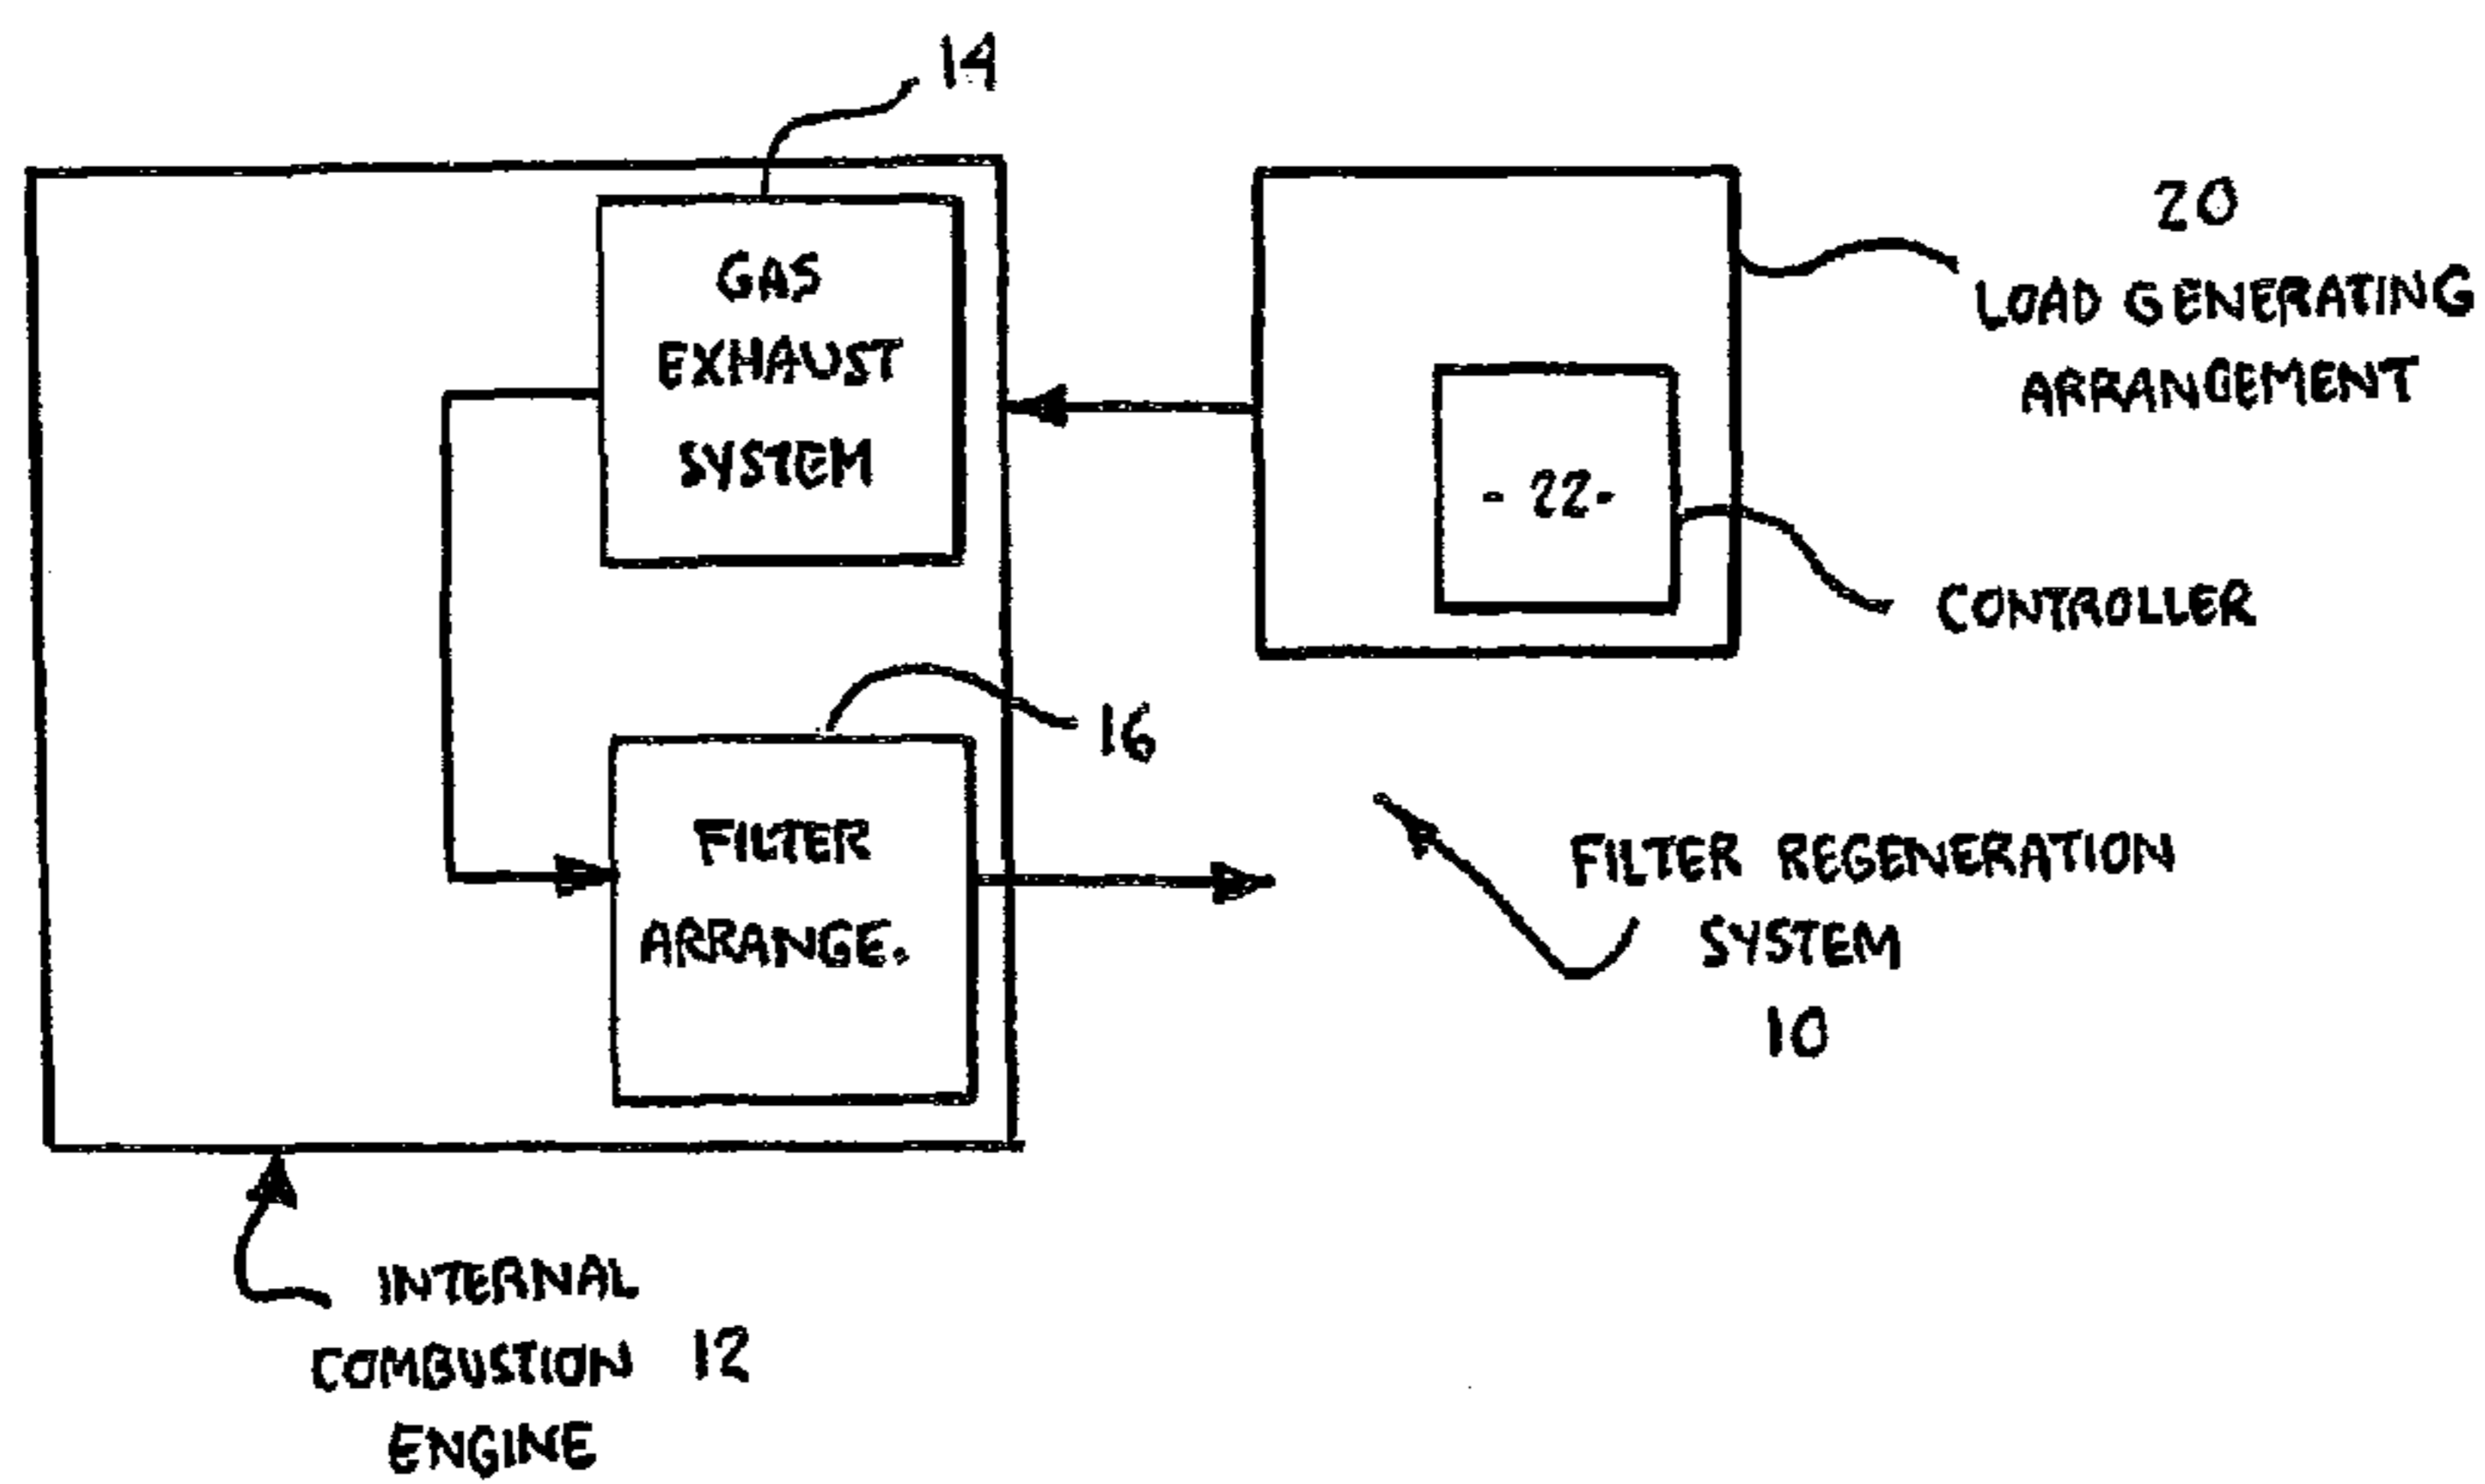 14
GAS
EXHAUST
SYSTEM
20
LOAD GENERATING
ARRANGEMENT
- 22-
CONTROLLER
16
FILTER
ARRANGE.
FILTER REGENERATION
SYSTEM
10
INTERNAL
COMBUSTION 12
ENGINE